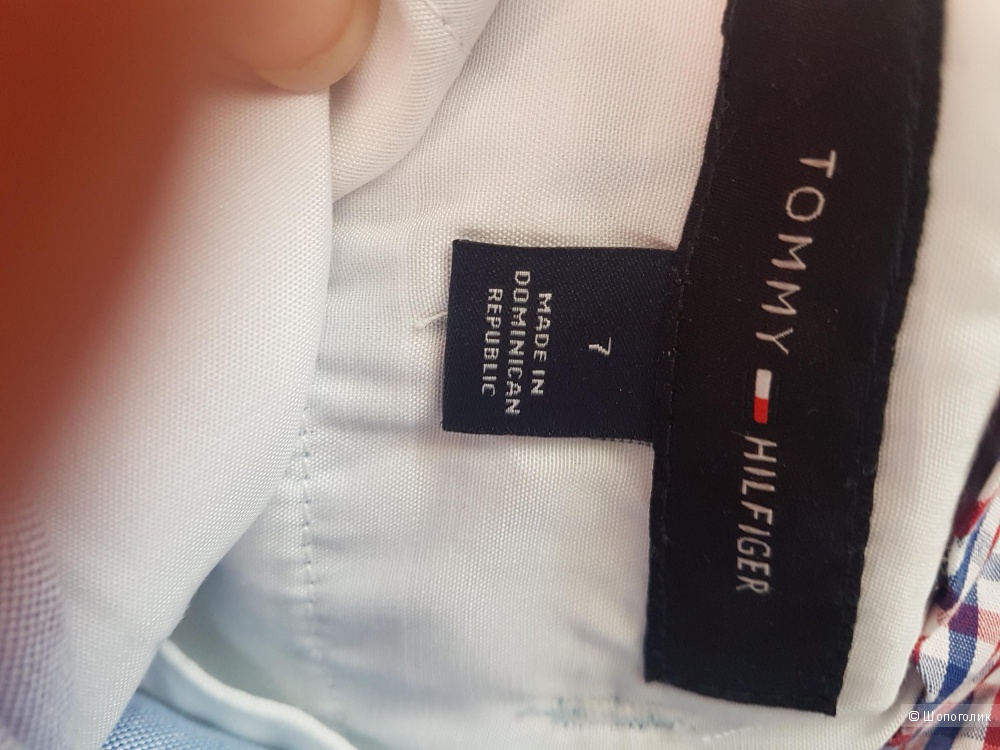 TOMMY HILFIGER
7
MADE IN
DOMINICAN
REPUBLIC
© Шопоголик